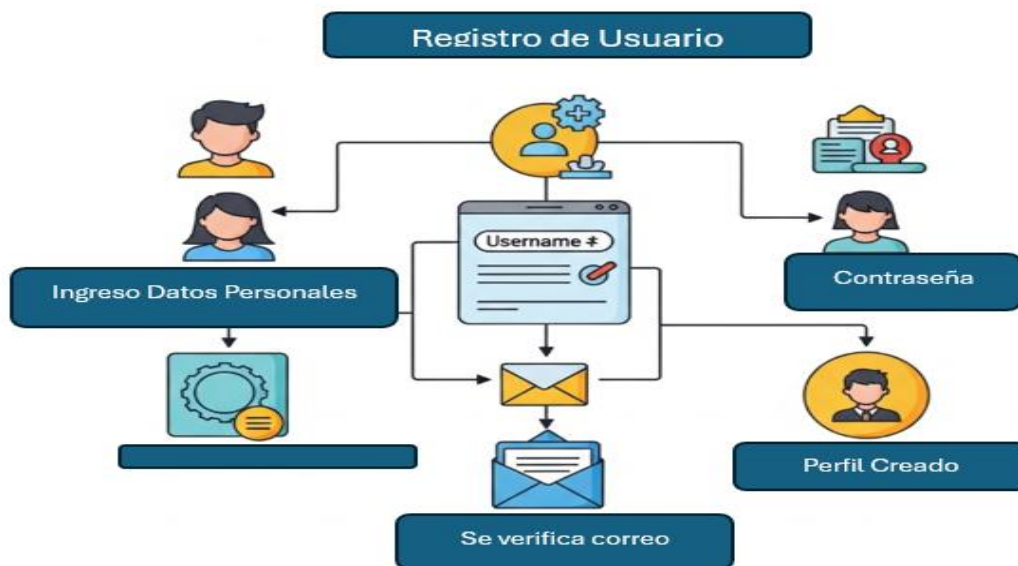 Registro de Usuario
Username
Ingreso Datos Personales
Contraseña
Perfil Creado
Se verifica correo